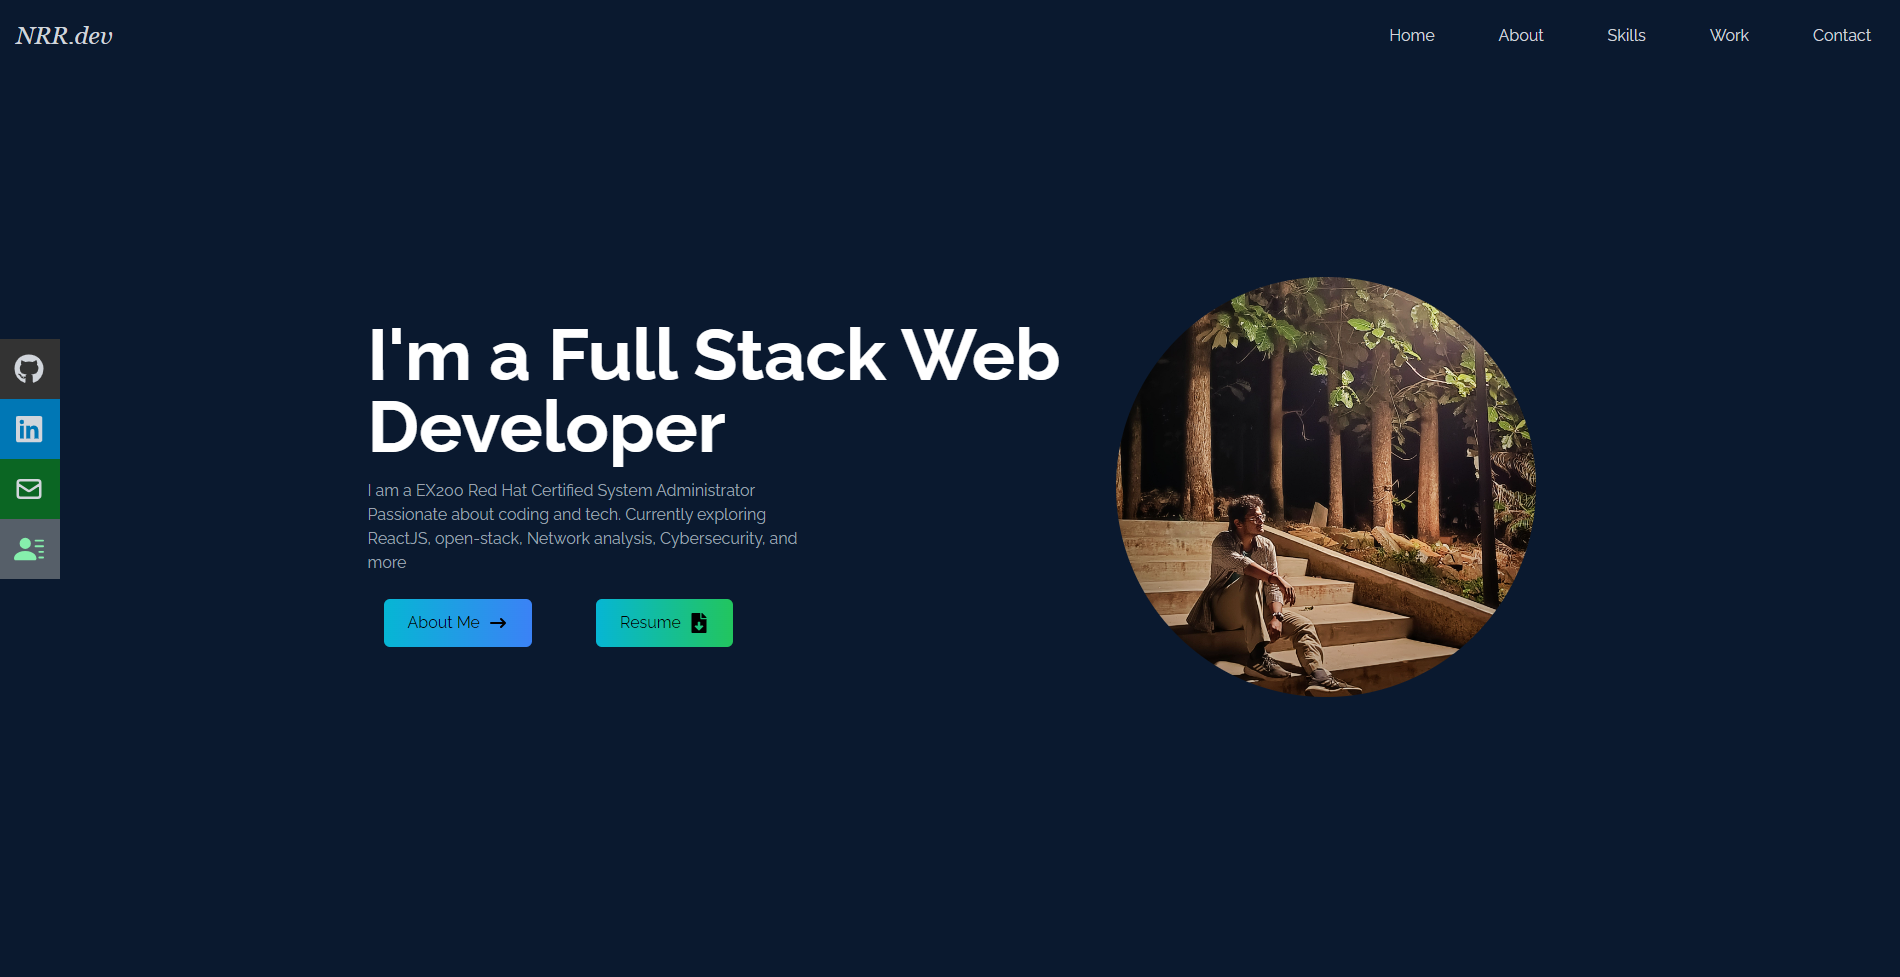 NRR.dev
Home About Skills Work Contact
I'm a Full Stack Web
Developer
I am a EX200 Red Hat Certified System Administrator
Passionate about coding and tech. Currently exploring
ReactJS, open-stack, Network analysis, Cybersecurity, and
more
About Me
Resume
in